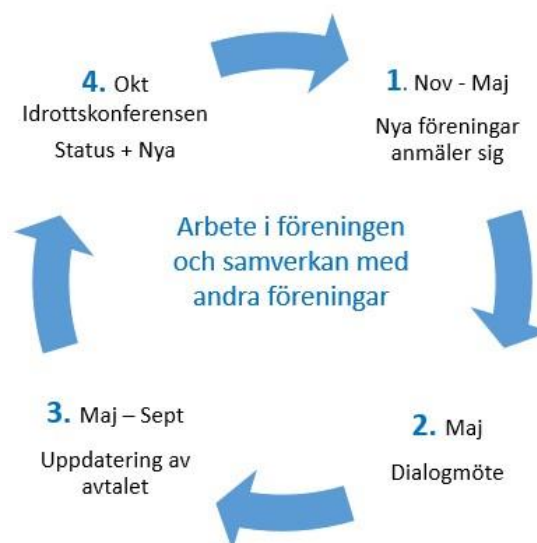 4. Okt
Idrottskonferensen
Status + Nya
1. Nov - Maj
Nya föreningar
anmäler sig
Arbete i föreningen
och samverkan med
andra föreningar
3. Maj – Sept
Uppdatering av
avtalet
2. Maj
Dialogmöte